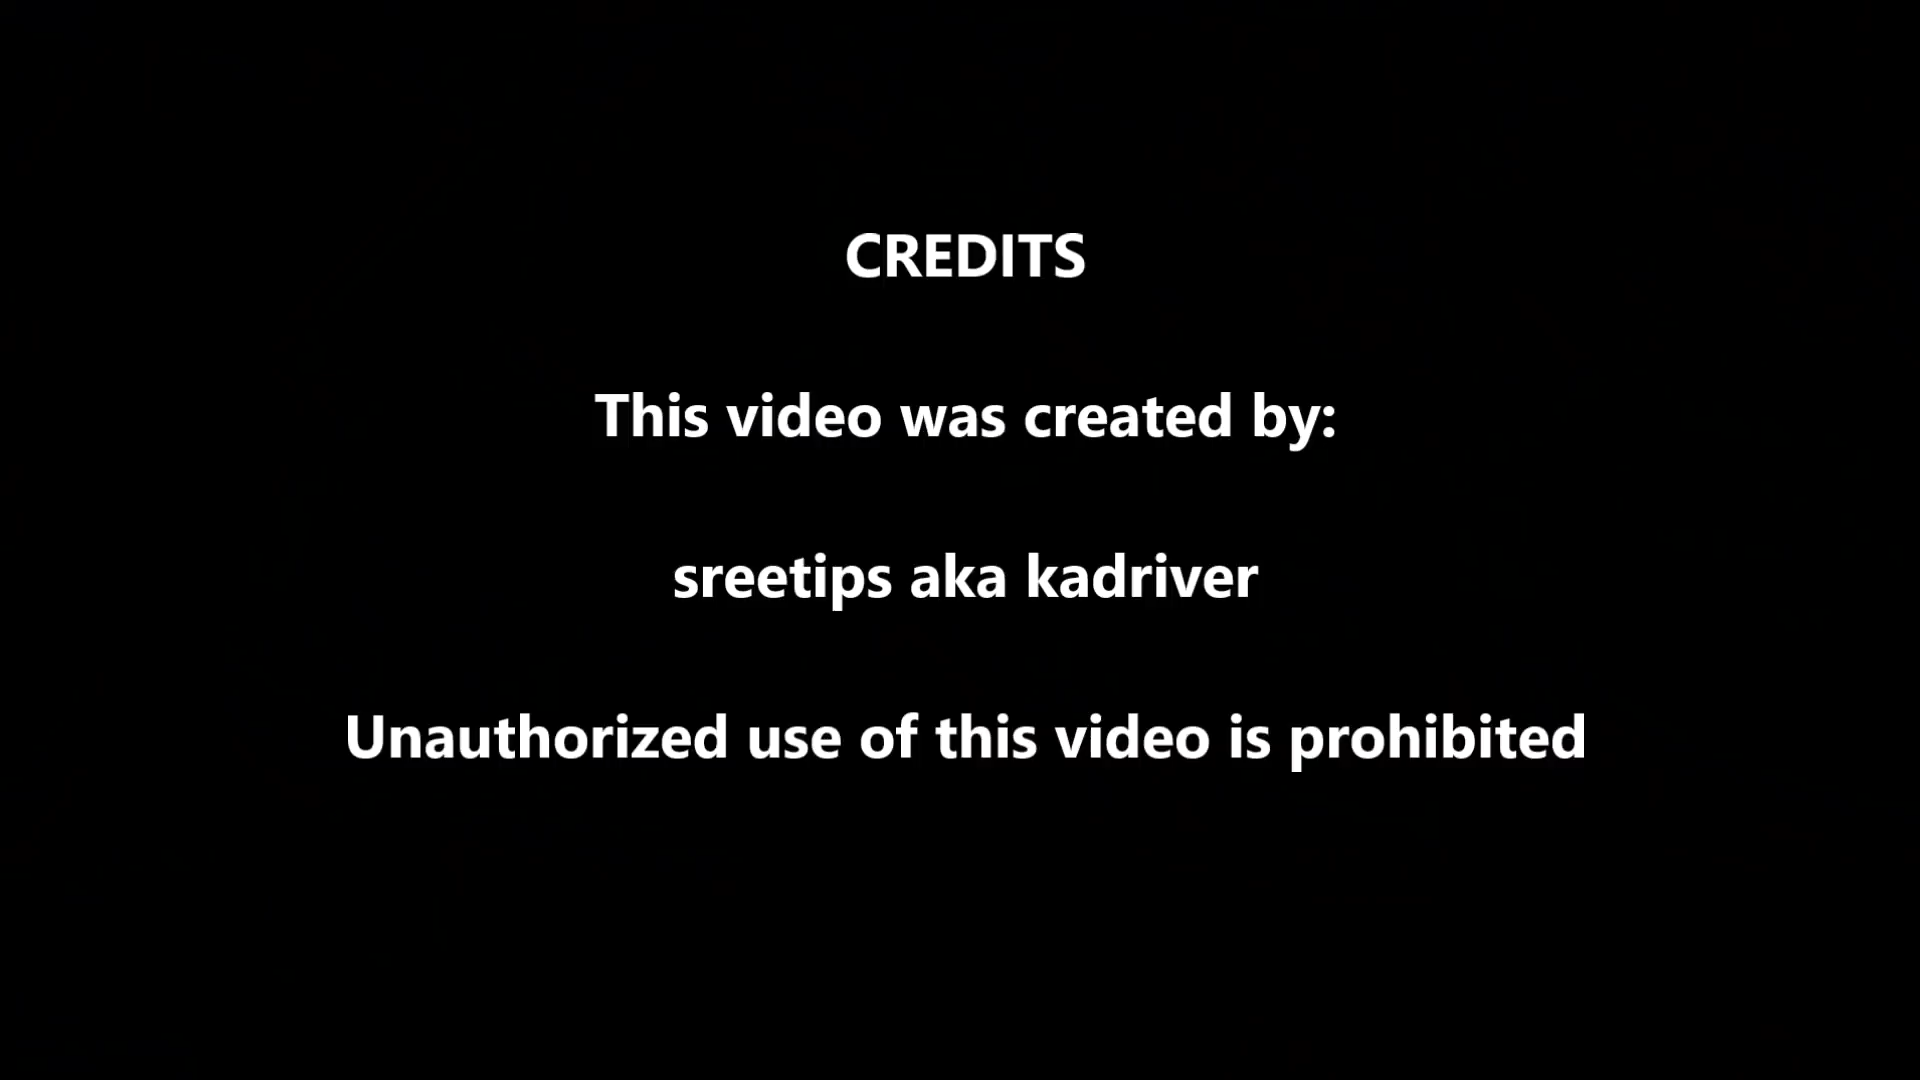 CREDITS
This video was created by:
sreetips aka kadriver
Unauthorized use of this video is prohibited